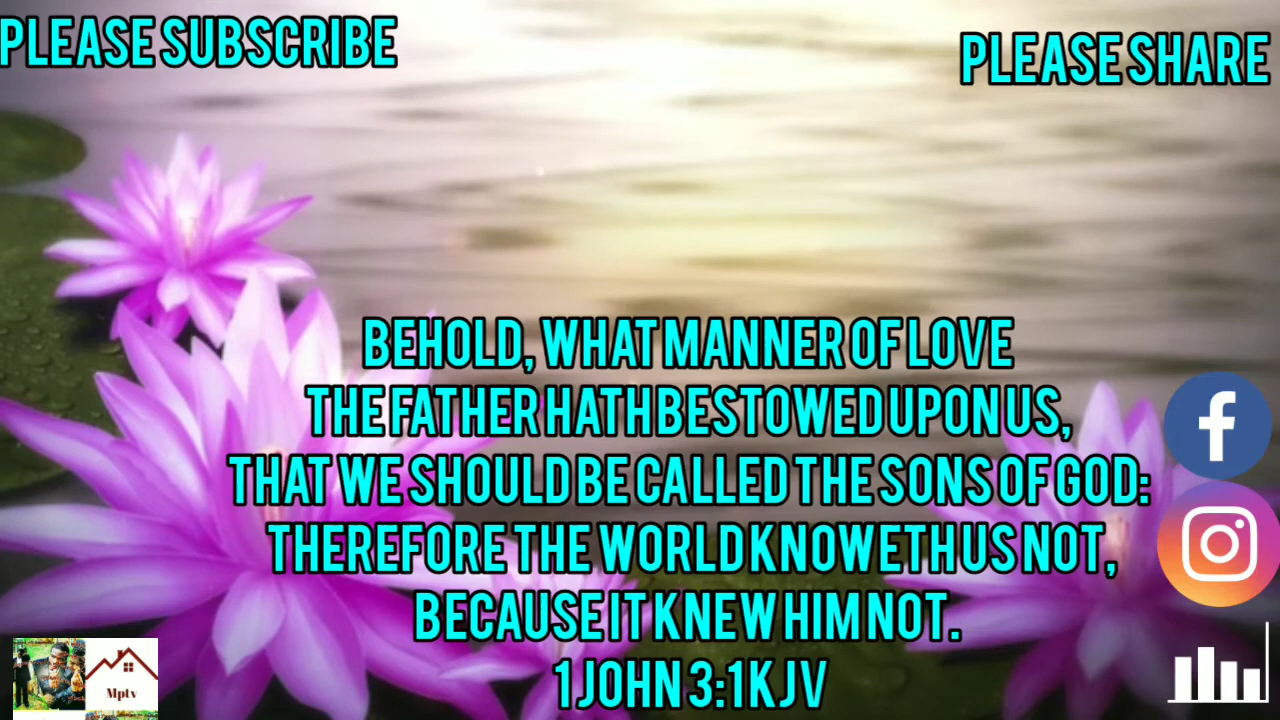 PLEASE SUBSCRIBE
PLEASE SHARE
BEHOLD, WHAT MANNER OF LOVE
THE FATHER HATH BESTOWED UPON US,
THAT WE SHOULD BE CALLED THE SONS OF GOD:
THEREFORE THE WORLD KNOWETH US NOT,
BECAUSE IT KNEW HIM NOT.
1 JOHN 3:1 KJV
Mptv